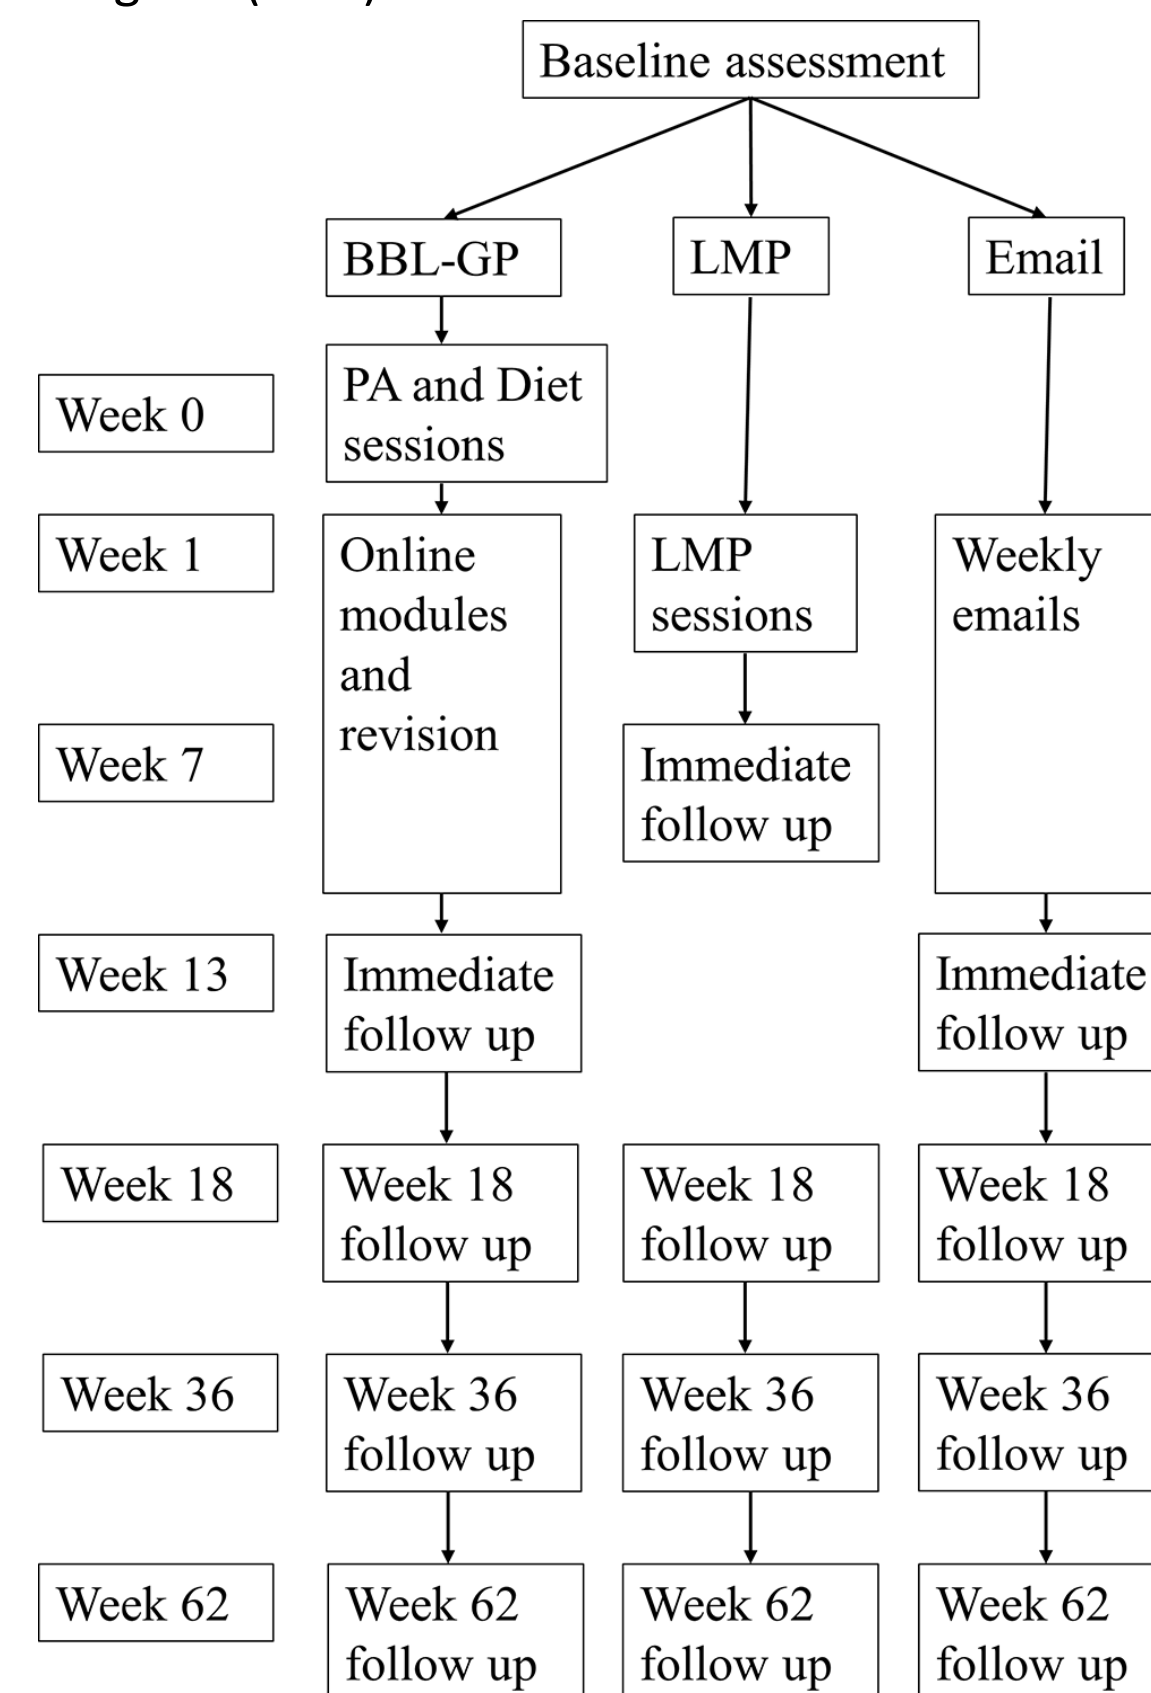 Baseline assessment
BBL-GP
LMP
Email
Week 0
PA and Diet
sessions
Week 1
Online
modules
and
revision
LMP
sessions
Weekly
emails
Week 7
Immediate
follow up
Week 13
Immediate
follow up
Immediate
follow up
Week 18
Week 18
follow up
Week 18
follow up
Week 18
follow up
Week 36
Week 36
follow up
Week 36
follow up
Week 36
follow up
Week 62
Week 62
follow up
Week 62
follow up
Week 62
follow up